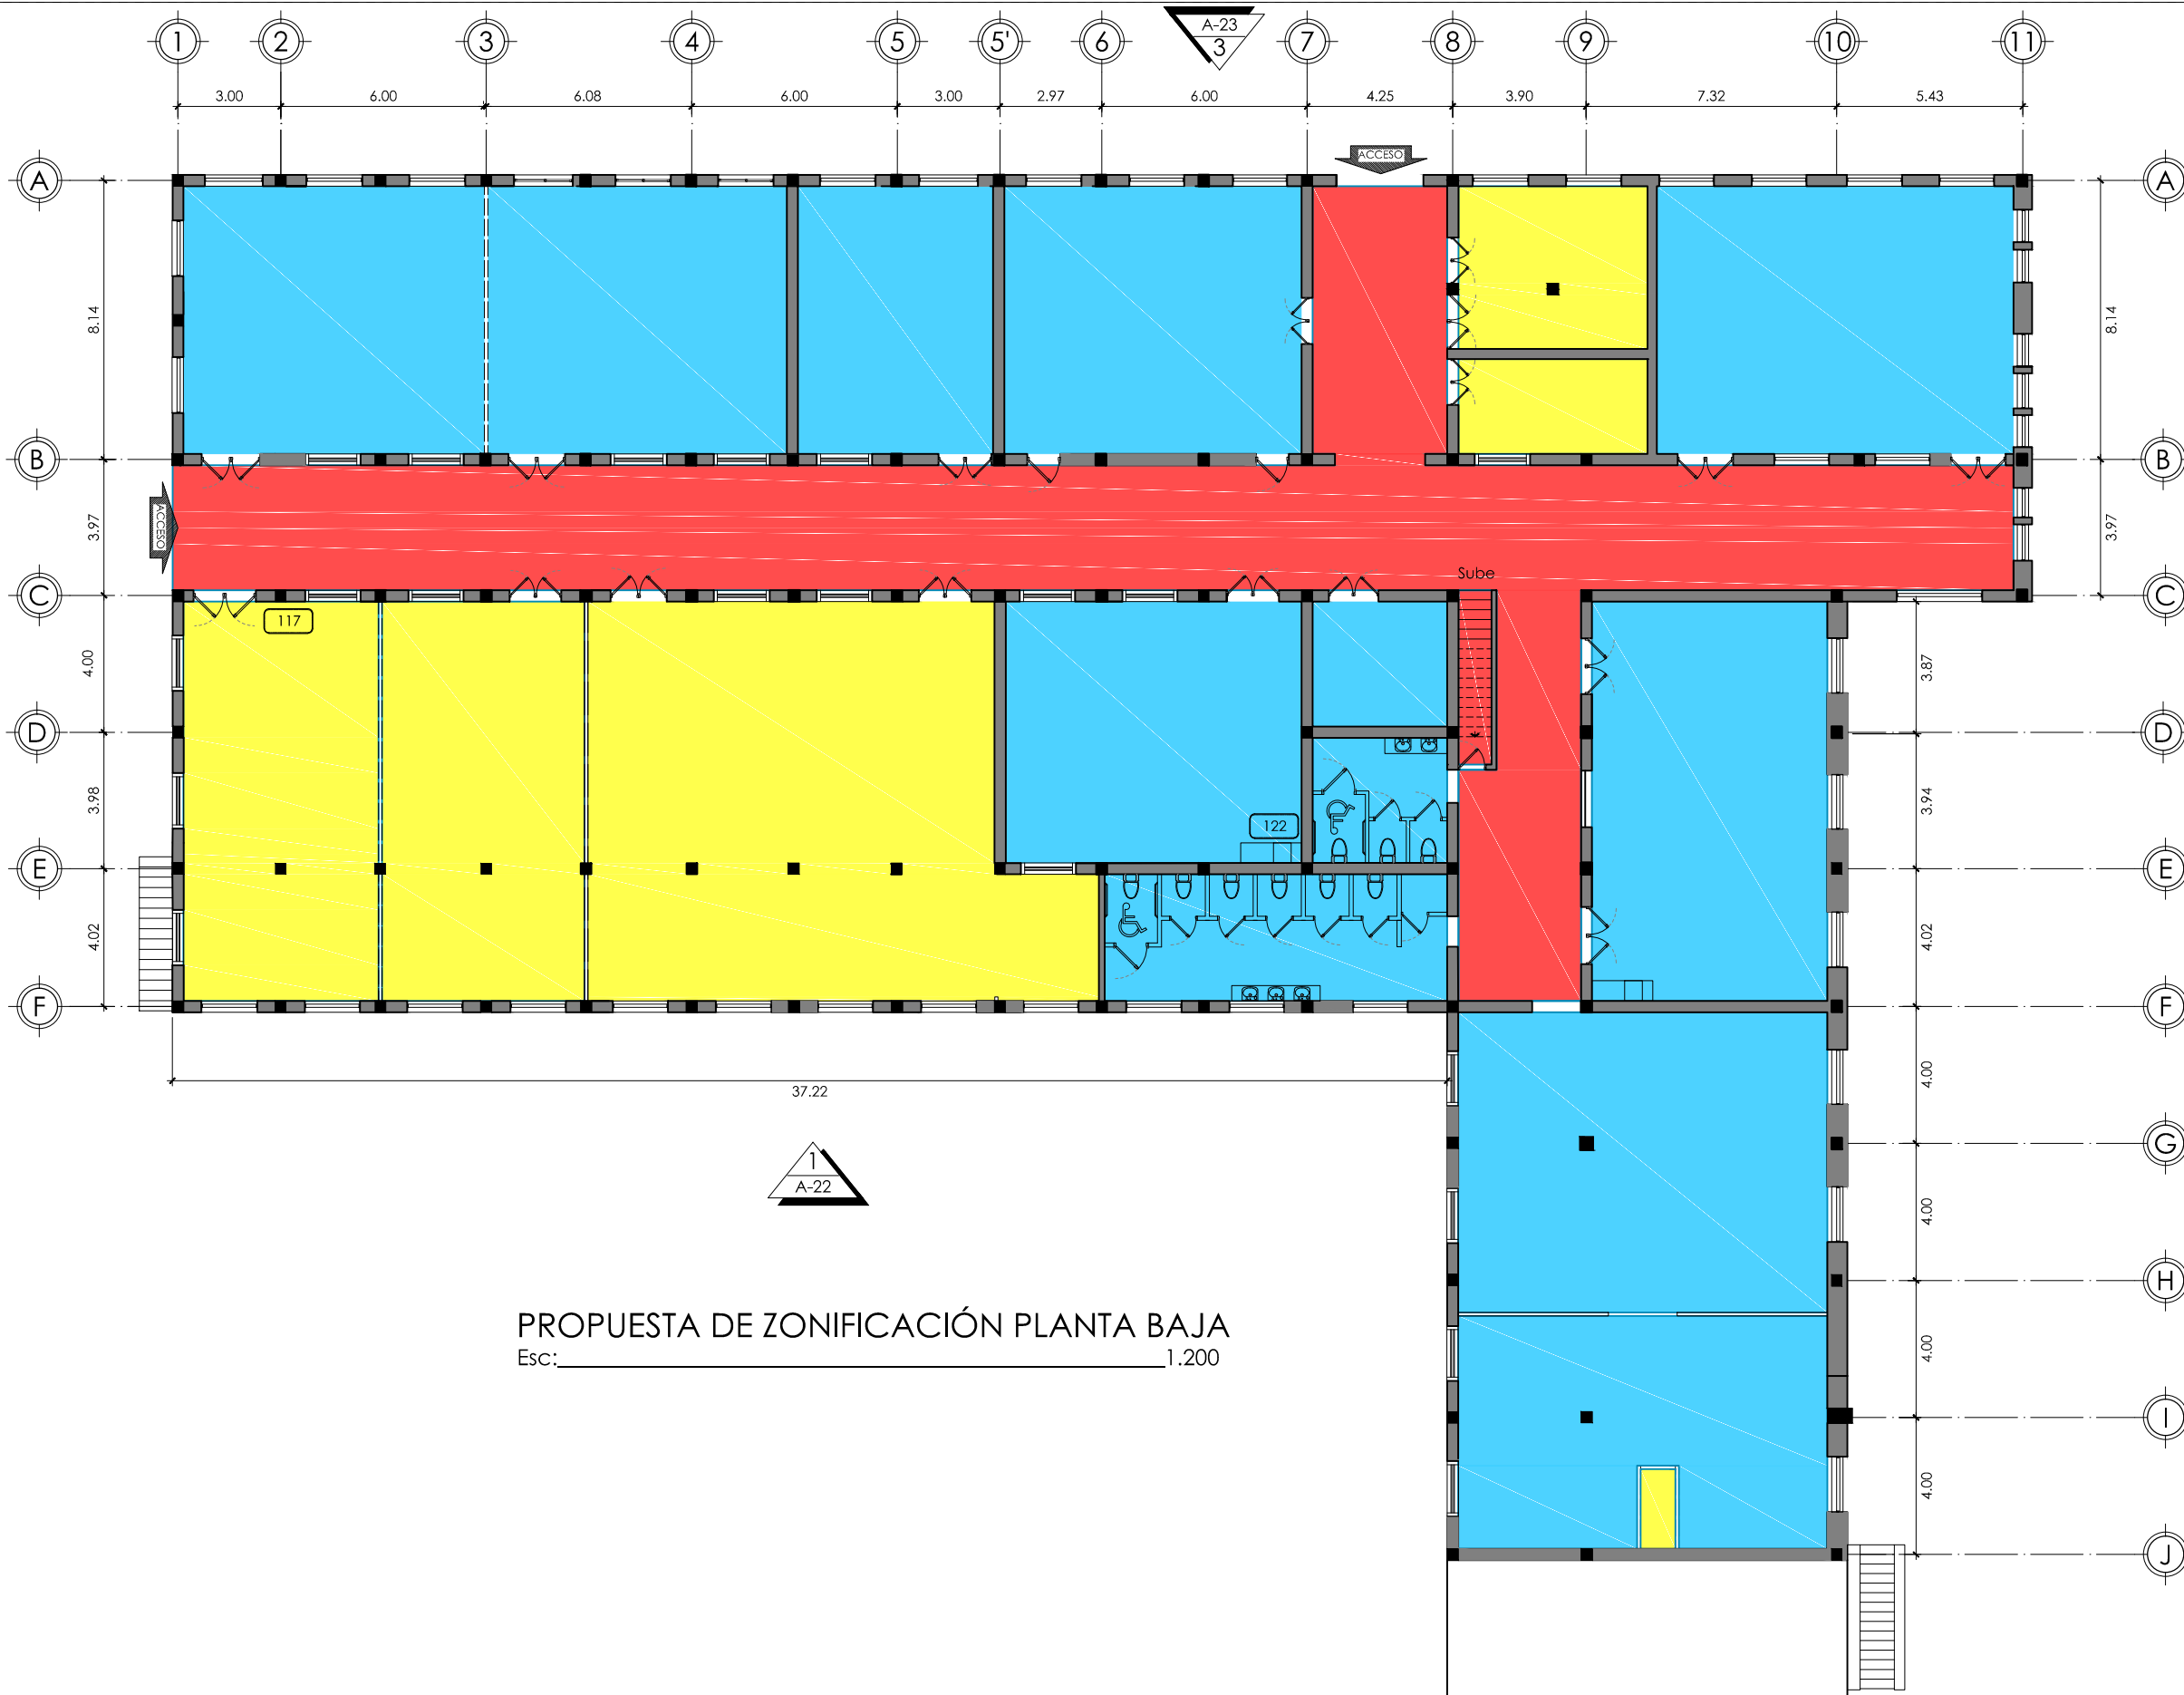 1 2 3 4 5 5' 6 7 8 9 10 11
A-23
3
3.00 6.00 6.08 6.00 3.00 2.97 6.00 4.25 3.90 7.32 5.43
ACCESO
A A
8.14 8.14
B B
3.97 3.97
ACCESO
Sube
C C
117
4.00 3.87
D D
3.98 3.94
122
E E
4.02 4.02
F F
37.22
4.00
G
1
A-22
4.00
H
PROPUESTA DE ZONIFICACIÓN PLANTA BAJA
Esc: 1.200
4.00
I
4.00
J